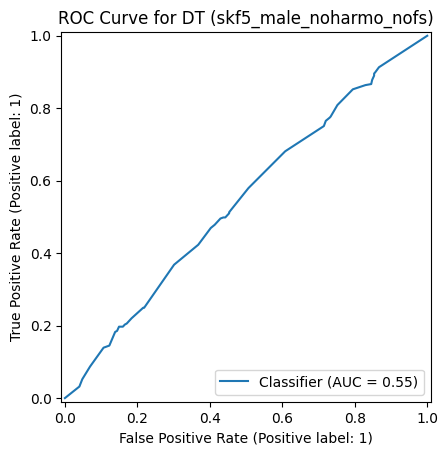 ROC Curve for DT (skf5_male_noharmo_nofs)
1.0
0.8
0.6
0.4
0.2
0.0
True Positive Rate (Positive label: 1)
Classifier (AUC = 0.55)
0.0 0.2 0.4 0.6 0.8 1.0
False Positive Rate (Positive label: 1)